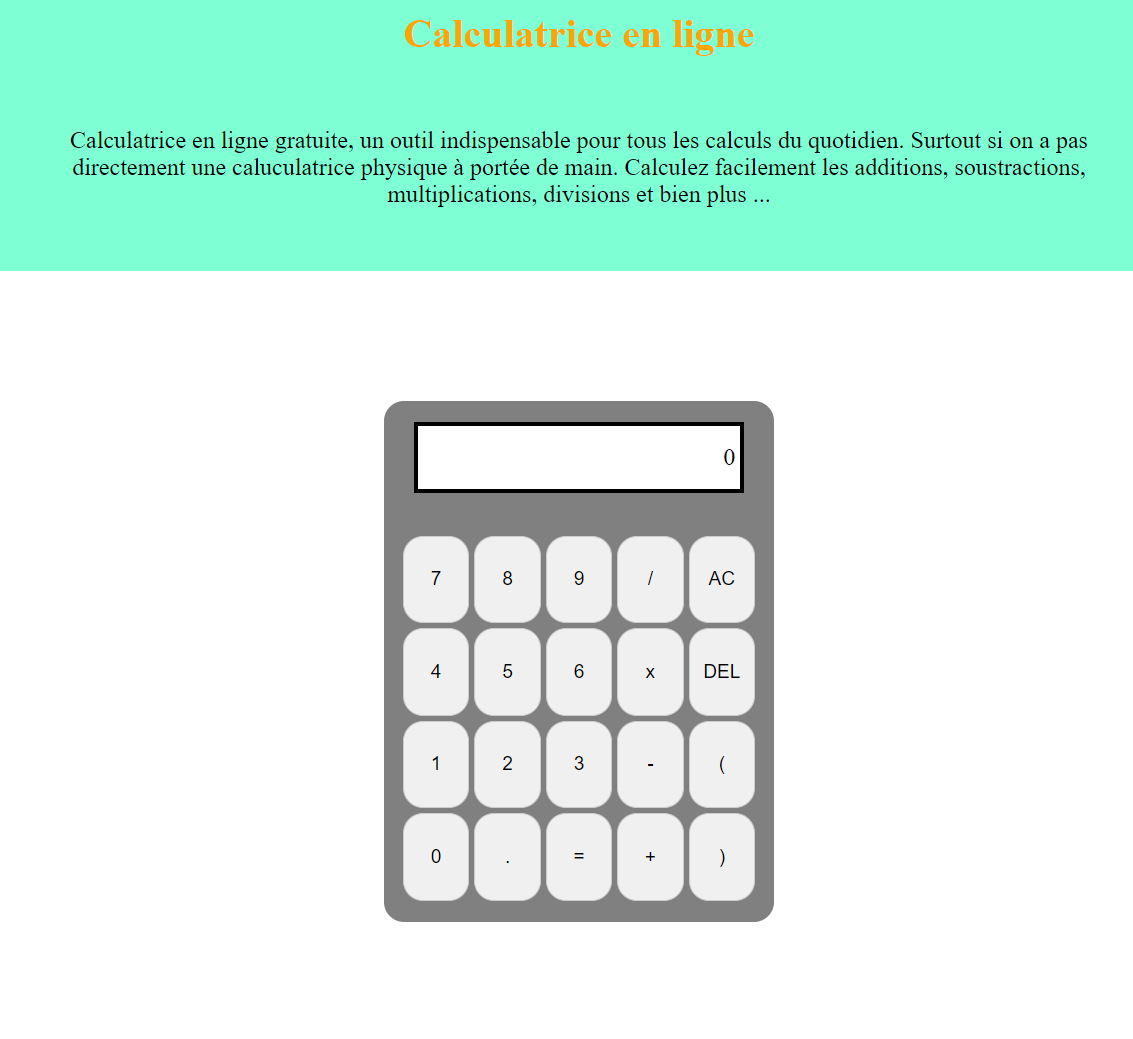 Calculatrice en ligne
Calculatrice en ligne gratuite, un outil indispensable pour tous les calculs du quotidien. Surtout si on a pas
directement une caluculatrice physique à portée de main. Calculez facilement les additions, soustractions,
multiplications, divisions et bien plus ...
0
7 8 9 / AC
4 5 6 x DEL
1 2 3 - (
0 . = + )